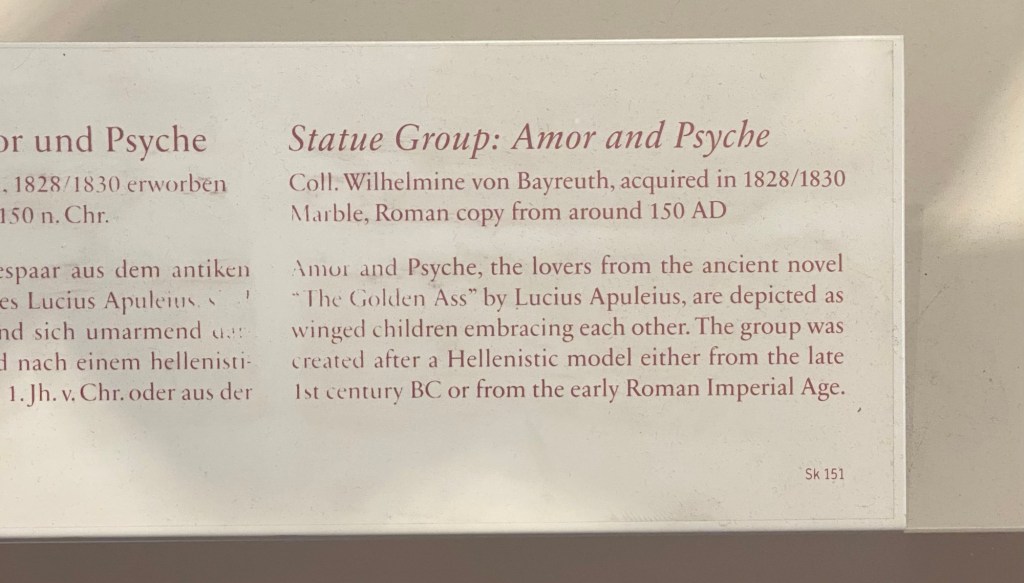 or und Psyche
. 1828/1830 erworben
150 n. Chr.
espaar aus dem antiken
es Lucius Apuleius,
nd sich umarmend
d nach einem hellenisti-
1. Jh. v. Chr. oder aus der
Statue Group: Amor and Psyche
Coll. Wilhelmine von Bayreuth, acquired in 1828/1830
Marble, Roman copy from around 150 AD
Amor and Psyche, the lovers from the ancient novel
"The Golden Ass" by Lucius Apuleius, are depicted as
winged children embracing each other. The group was
created after a Hellenistic model either from the late
1st century BC or from the early Roman Imperial Age.
Sk 151